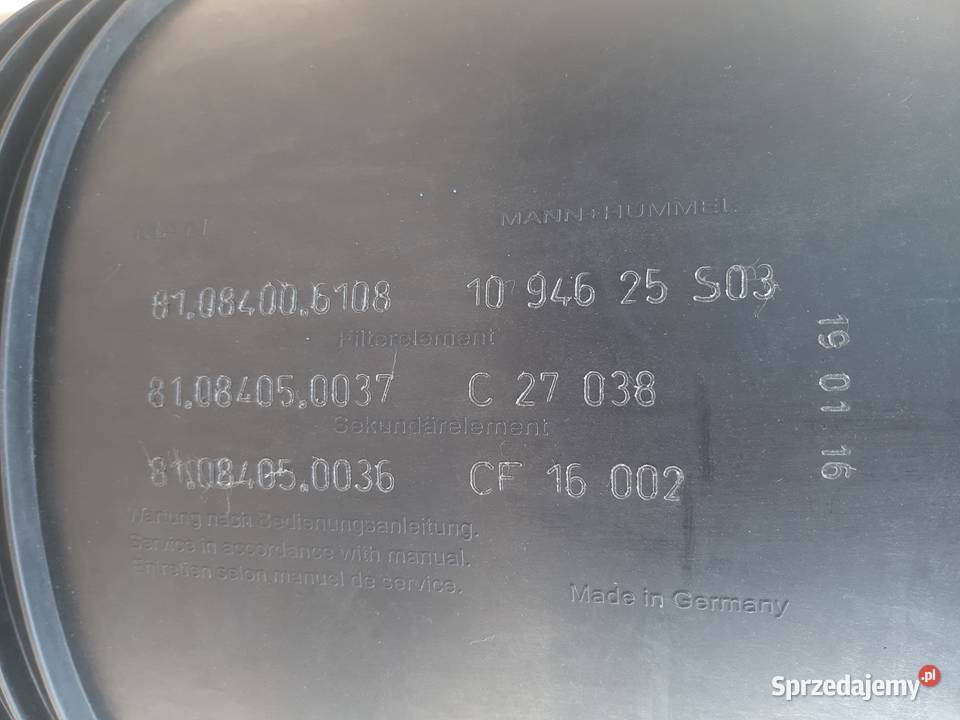 MANN+HUMMEL
81.08400.6108 10 946 25 S03
Filterelement
81.08405.0037 C 27 038
Sekundärelement
81.08405.0036 CF 16 002
19 01 16
Wartung nach Bedienungsanleitung.
Service in accordance with manual.
Entretien selon manuel de service.
Made in Germany
Sprzedajemy.pl